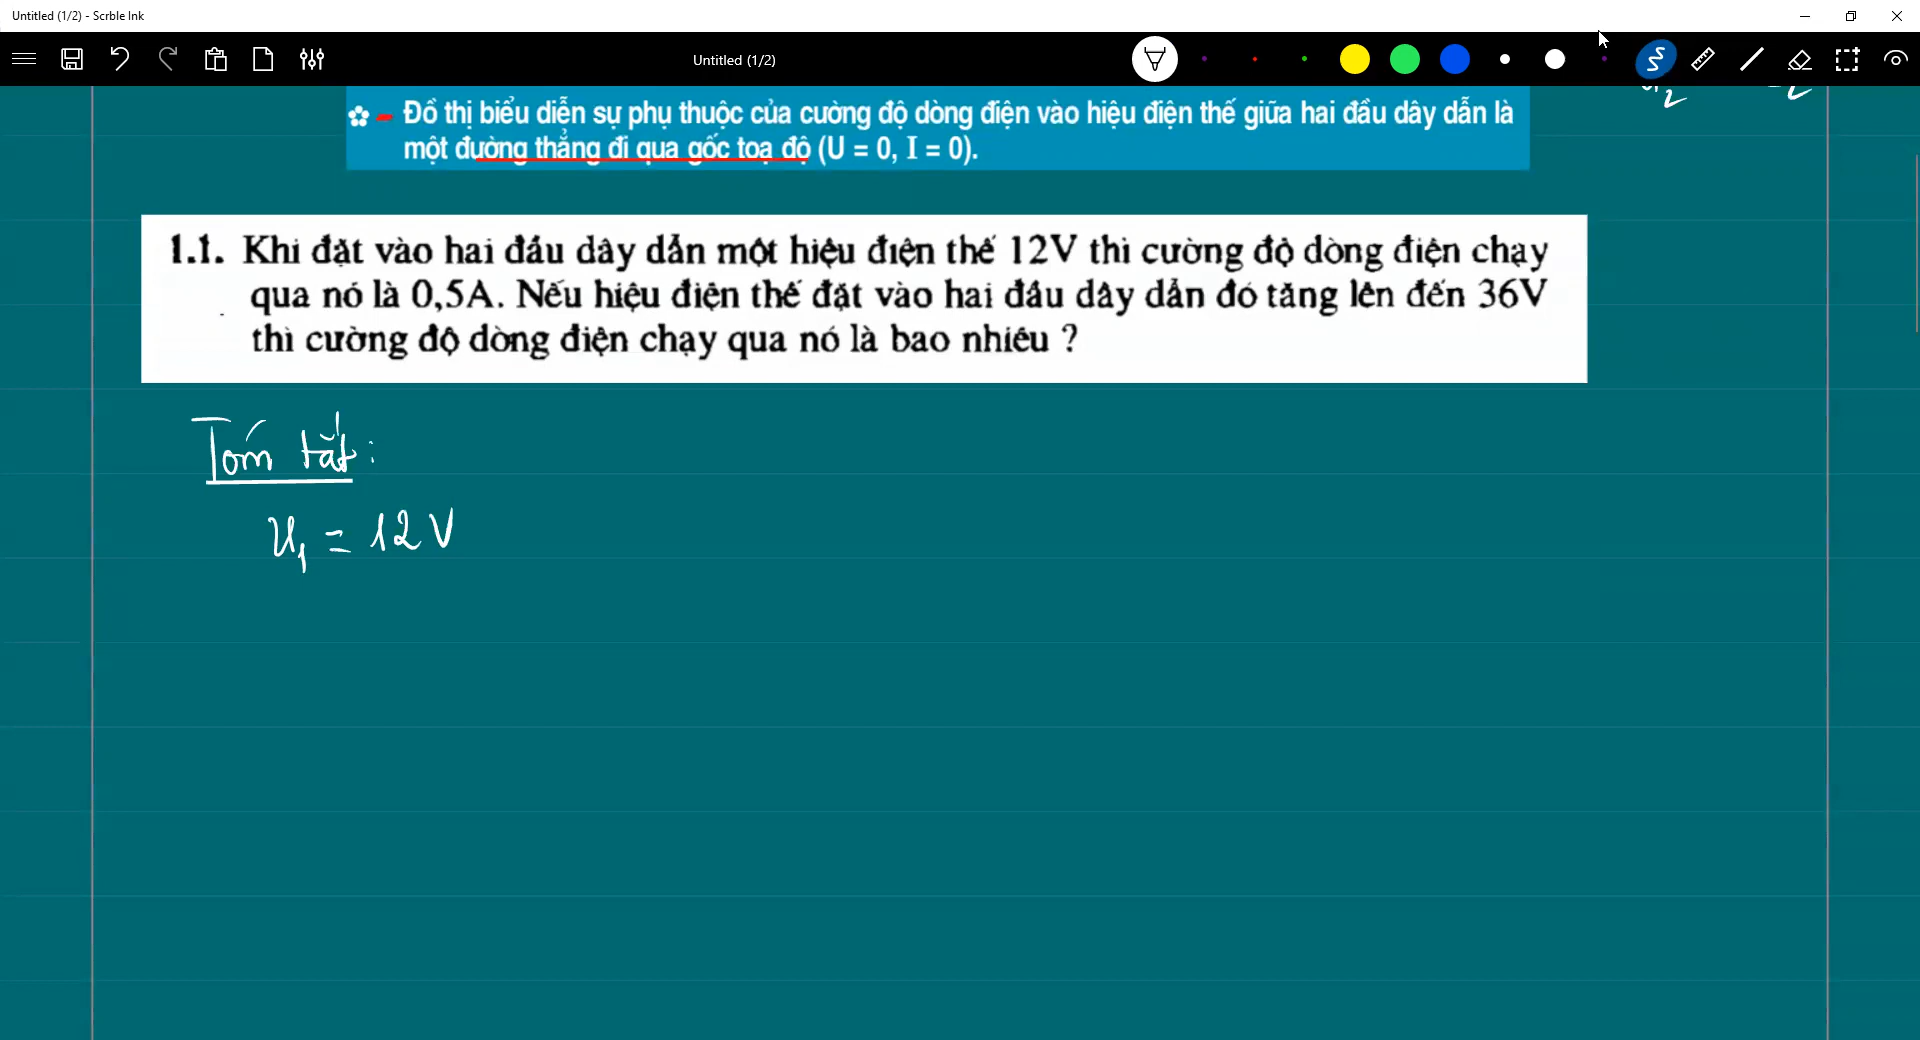 Untitled (1/2) - Scrble Ink
Untitled (1/2)
Đồ thị biểu diễn sự phụ thuộc của cường độ dòng điện vào hiệu điện thế giữa hai đầu dây dẫn là
một đường thẳng đi qua gốc toạ độ (U = 0, I = 0).
1.1. Khi đặt vào hai đầu dây dẫn một hiệu điện thế 12V thì cường độ dòng điện chạy
qua nó là 0,5A. Nếu hiệu điện thế đặt vào hai đầu dây dẫn đó tăng lên đến 36V
thì cường độ dòng điện chạy qua nó là bao nhiêu ?
Tóm tắt:
U₁ = 12 V